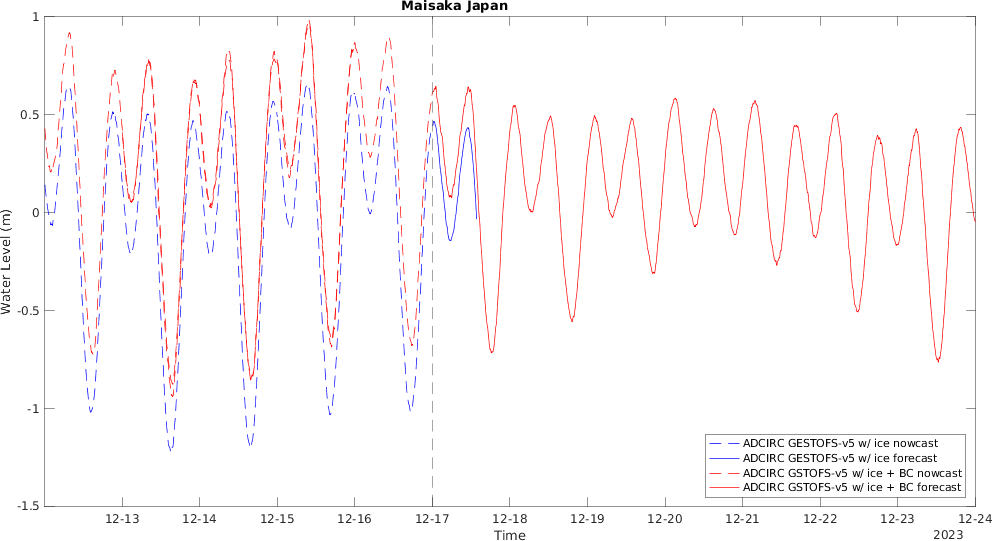 Maisaka Japan
Water Level (m)
1
0.5
0
-0.5
-1
-1.5
12-13 12-14 12-15 12-16 12-17 12-18 12-19 12-20 12-21 12-22 12-23 12-24
Time
2023
ADCIRC GESTOFS-v5 w/ ice nowcast
ADCIRC GESTOFS-v5 w/ ice forecast
ADCIRC GSTOFS-v5 w/ ice + BC nowcast
ADCIRC GSTOFS-v5 w/ ice + BC forecast